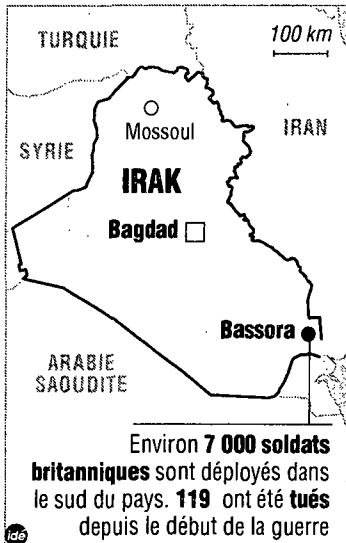 TURQUIE
100 km
SYRIE
Mossoul
IRAN
IRAK
Bagdad
Bassora
ARABIE
SAOUDITE
Environ 7 000 soldats
britanniques sont déployés dans
le sud du pays. 119 ont été tués
depuis le début de la guerre
idé